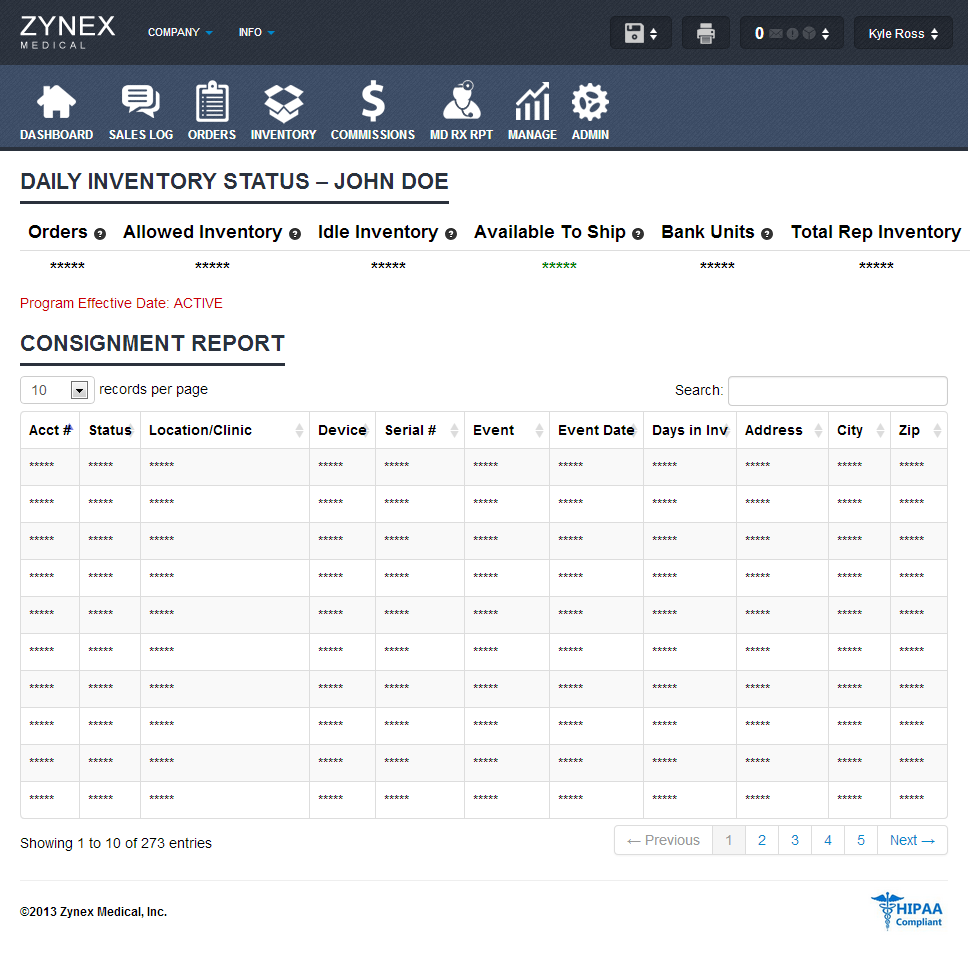 ZYNEX
MEDICAL
COMPANY INFO 0 Kyle Ross
DASHBOARD SALES LOG ORDERS INVENTORY COMMISSIONS MD RX RPT MANAGE ADMIN
DAILY INVENTORY STATUS – JOHN DOE
Orders ? Allowed Inventory ? Idle Inventory ? Available To Ship ? Bank Units ? Total Rep Inventory
***** ***** ***** ***** ***** *****
Program Effective Date: ACTIVE
CONSIGNMENT REPORT
10 records per page Search:
Acct # Status Location/Clinic Device Serial # Event Event Date Days in Inv Address City Zip
***** ***** ***** ***** ***** ***** ***** ***** ***** ***** *****
***** ***** ***** ***** ***** ***** ***** ***** ***** ***** *****
***** ***** ***** ***** ***** ***** ***** ***** ***** ***** *****
***** ***** ***** ***** ***** ***** ***** ***** ***** ***** *****
***** ***** ***** ***** ***** ***** ***** ***** ***** ***** *****
***** ***** ***** ***** ***** ***** ***** ***** ***** ***** *****
***** ***** ***** ***** ***** ***** ***** ***** ***** ***** *****
***** ***** ***** ***** ***** ***** ***** ***** ***** ***** *****
***** ***** ***** ***** ***** ***** ***** ***** ***** ***** *****
***** ***** ***** ***** ***** ***** ***** ***** ***** ***** *****
Showing 1 to 10 of 273 entries ← Previous 1 2 3 4 5 Next →
©2013 Zynex Medical, Inc. HIPAA
Compliant